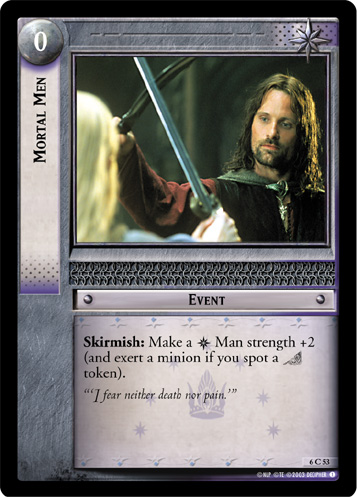 0
MORTAL MEN
EVENT
Skirmish: Make a Man strength +2
(and exert a minion if you spot a
token).
“‘I fear neither death nor pain.’”
6 C 53
© NLP ©TE. ©2003 DECIPHER